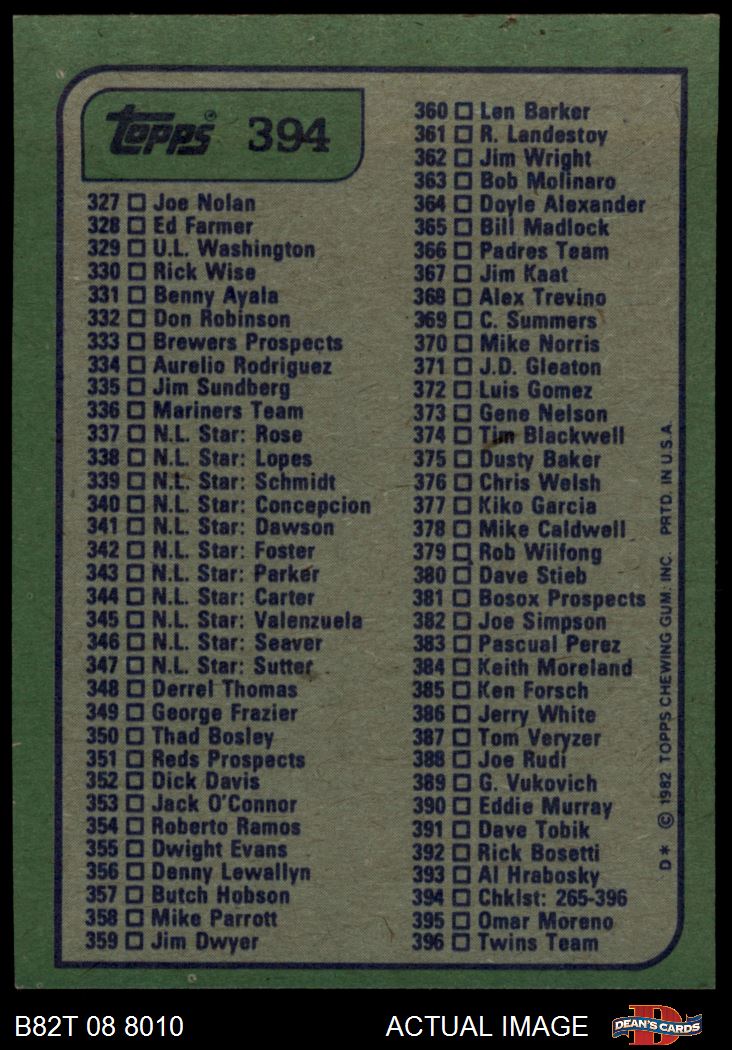 Topps® 394
327 Joe Nolan
328 Ed Farmer
329 U.L. Washington
330 Rick Wise
331 Benny Ayala
332 Don Robinson
333 Brewers Prospects
334 Aurelio Rodriguez
335 Jim Sundberg
336 Mariners Team
337 N.L. Star: Rose
338 N.L. Star: Lopes
339 N.L. Star: Schmidt
340 N.L. Star: Concepcion
341 N.L. Star: Dawson
342 N.L. Star: Foster
343 N.L. Star: Parker
344 N.L. Star: Carter
345 N.L. Star: Valenzuela
346 N.L. Star: Seaver
347 N.L. Star: Sutter
348 Derrel Thomas
349 George Frazier
350 Thad Bosley
351 Reds Prospects
352 Dick Davis
353 Jack O'Connor
354 Roberto Ramos
355 Dwight Evans
356 Denny Lewallyn
357 Butch Hobson
358 Mike Parrott
359 Jim Dwyer
360 Len Barker
361 R. Landestoy
362 Jim Wright
363 Bob Molinaro
364 Doyle Alexander
365 Bill Madlock
366 Padres Team
367 Jim Kaat
368 Alex Trevino
369 C. Summers
370 Mike Norris
371 J.D. Gleaton
372 Luis Gomez
373 Gene Nelson
374 Tim Blackwell
375 Dusty Baker
376 Chris Welsh
377 Kiko Garcia
378 Mike Caldwell
379 Rob Wilfong
380 Dave Stieb
381 Bosox Prospects
382 Joe Simpson
383 Pascual Perez
384 Keith Moreland
385 Ken Forsch
386 Jerry White
387 Tom Veryzer
388 Joe Rudi
389 G. Vukovich
390 Eddie Murray
391 Dave Tobik
392 Rick Bosetti
393 Al Hrabosky
394 Chklst: 265-396
395 Omar Moreno
396 Twins Team
D* © 1982 TOPPS CHEWING GUM, INC. PRTD. IN U.S.A.
B82T 08 8010 ACTUAL IMAGE
D
DEAN'S CARDS